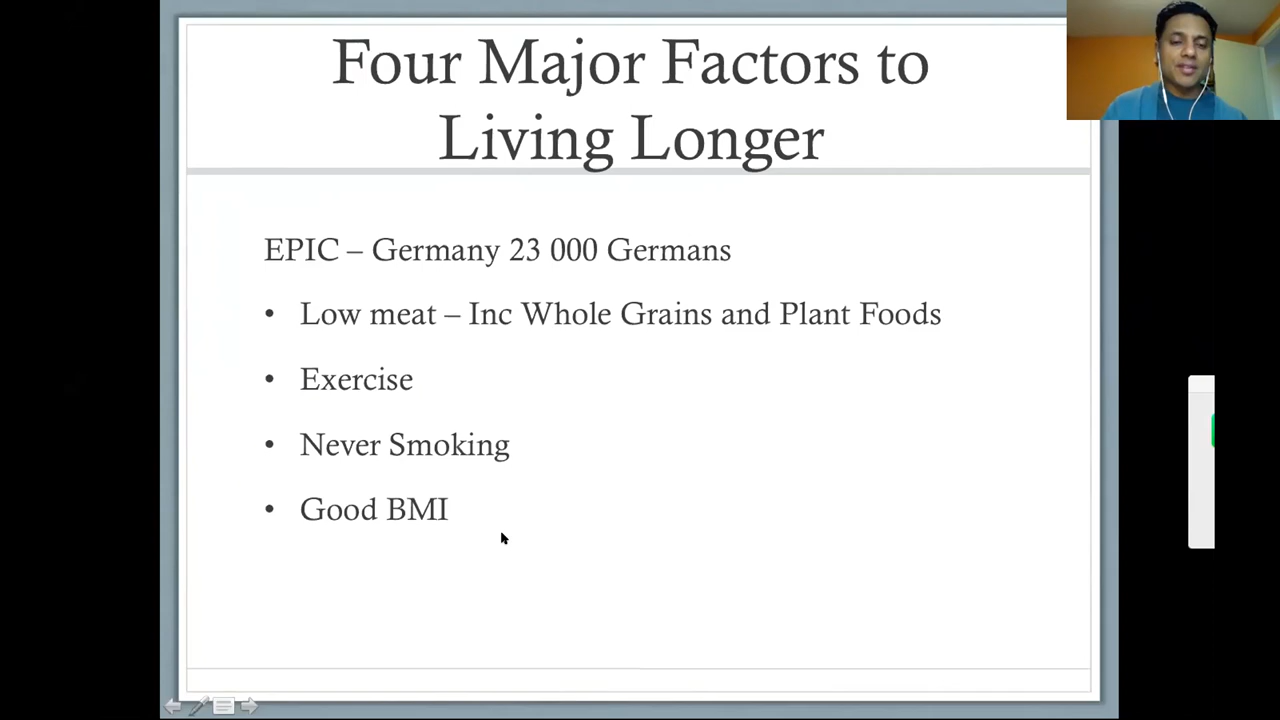 Four Major Factors to
Living Longer
EPIC – Germany 23 000 Germans
• Low meat – Inc Whole Grains and Plant Foods
• Exercise
• Never Smoking
• Good BMI